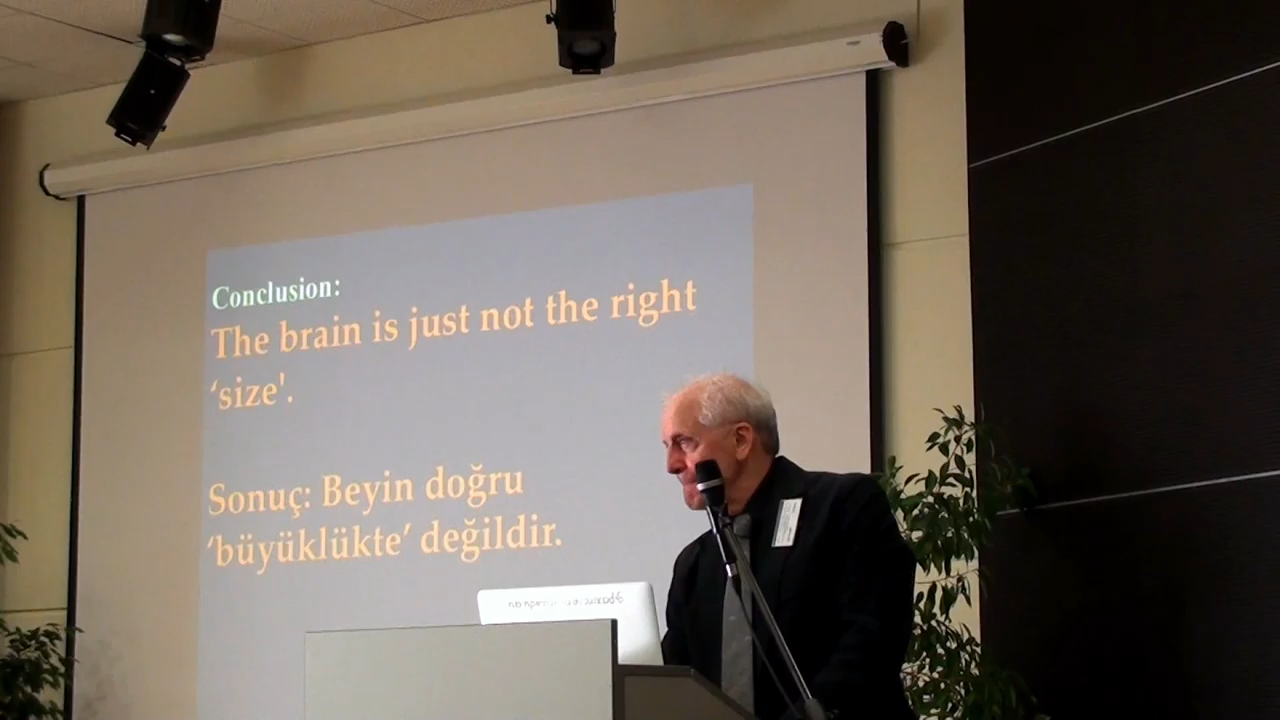 Conclusion:
The brain is just not the right
‘size'.
Sonuç: Beyin doğru
‘büyüklükte’ değildir.